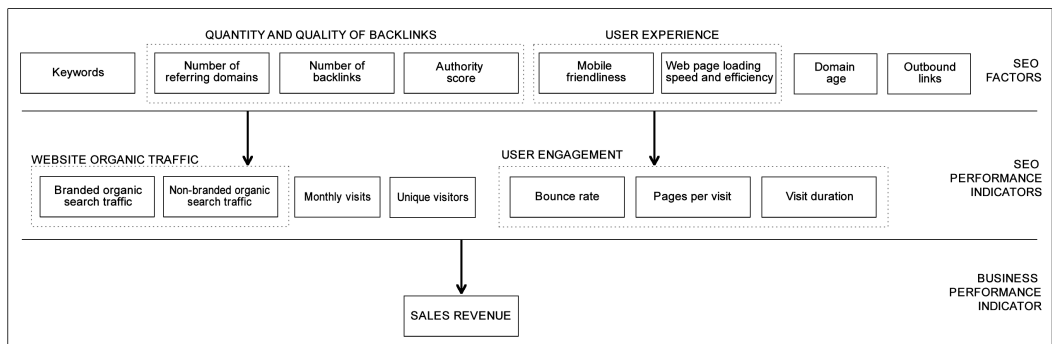 QUANTITY AND QUALITY OF BACKLINKS
USER EXPERIENCE
Keywords
Number of
referring domains
Number of
backlinks
Authority
score
Mobile
friendliness
Web page loading
speed and efficiency
Domain
age
Outbound
links
SEO
FACTORS
WEBSITE ORGANIC TRAFFIC
USER ENGAGEMENT
Branded organic
search traffic
Non-branded organic
search traffic
Monthly visits
Unique visitors
Bounce rate
Pages per visit
Visit duration
SEO
PERFORMANCE
INDICATORS
SALES REVENUE
BUSINESS
PERFORMANCE
INDICATOR